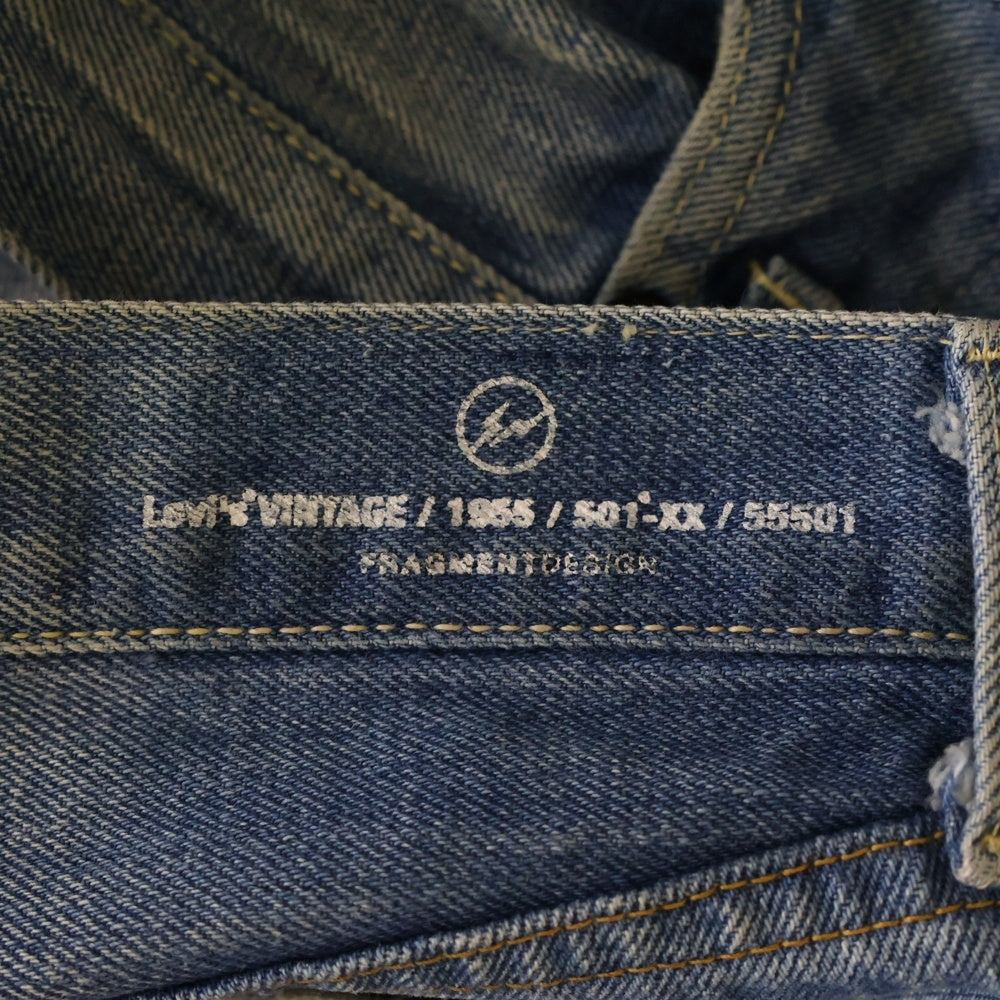 Levi's® VINTAGE / 1955 / 501®-XX / 55501
FRAGMENTDESIGN